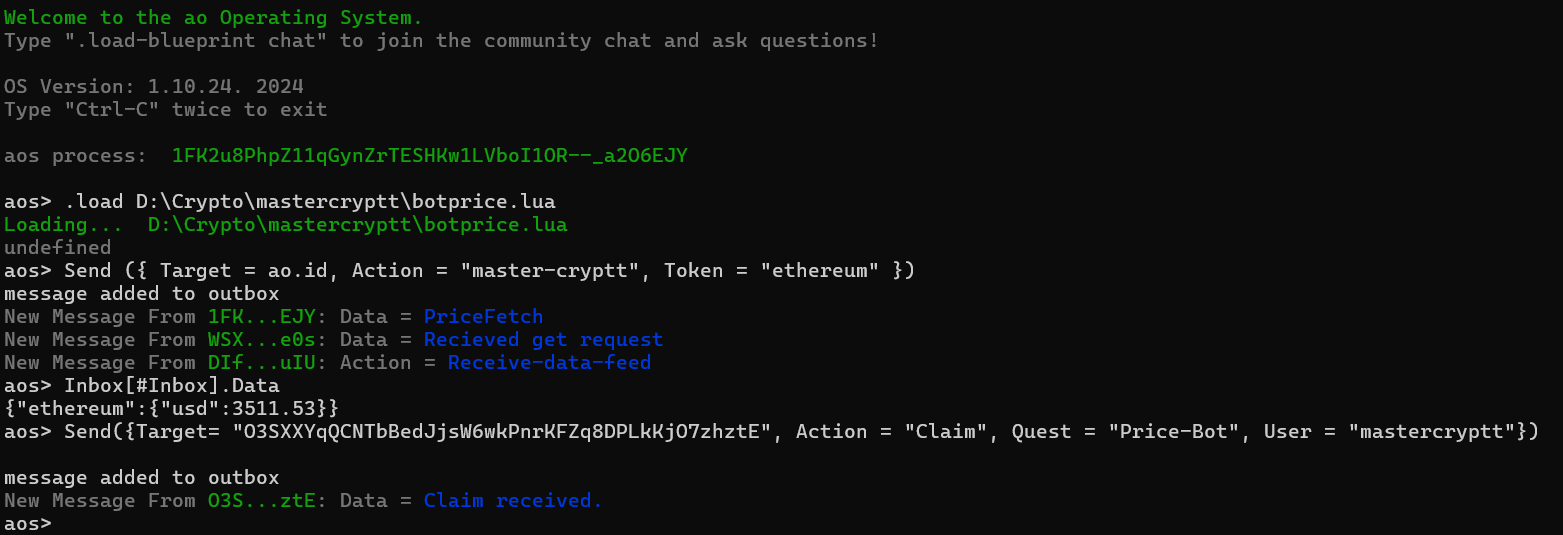 Welcome to the ao Operating System.
Type ".load-blueprint chat" to join the community chat and ask questions!
OS Version: 1.10.24. 2024
Type "Ctrl-C" twice to exit
aos process:  1FK2u8PhpZ11qGynZrTESHKw1LVboI1OR--_a2O6EJY
aos> .load D:\Crypto\mastercryptt\botprice.lua
Loading...  D:\Crypto\mastercryptt\botprice.lua
undefined
aos> Send ({ Target = ao.id, Action = "master-cryptt", Token = "ethereum" })
message added to outbox
New Message From 1FK...EJY: Data = PriceFetch
New Message From WSX...e0s: Data = Recieved get request
New Message From DIf...uIU: Action = Receive-data-feed
aos> Inbox[#Inbox].Data
{"ethereum":{"usd":3511.53}}
aos> Send({Target= "O3SXXYqQCNTbBedJjsW6wkPnrKFZq8DPLkKjO7zhztE", Action = "Claim", Quest = "Price-Bot", User = "mastercryptt"})
message added to outbox
New Message From O3S...ztE: Data = Claim received.
aos>